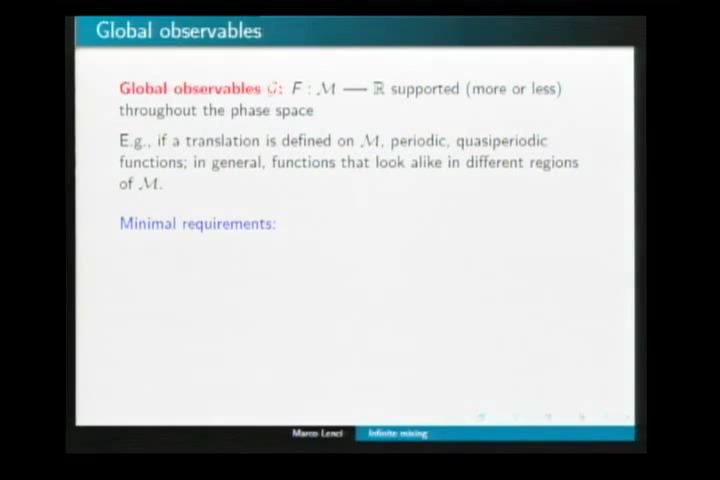 Global observables
Global observables 𝒢: F : ℳ ⟶ ℝ supported (more or less)
throughout the phase space
E.g., if a translation is defined on ℳ, periodic, quasiperiodic
functions; in general, functions that look alike in different regions
of ℳ.
Minimal requirements:
Marco Lenci Infinite mixing